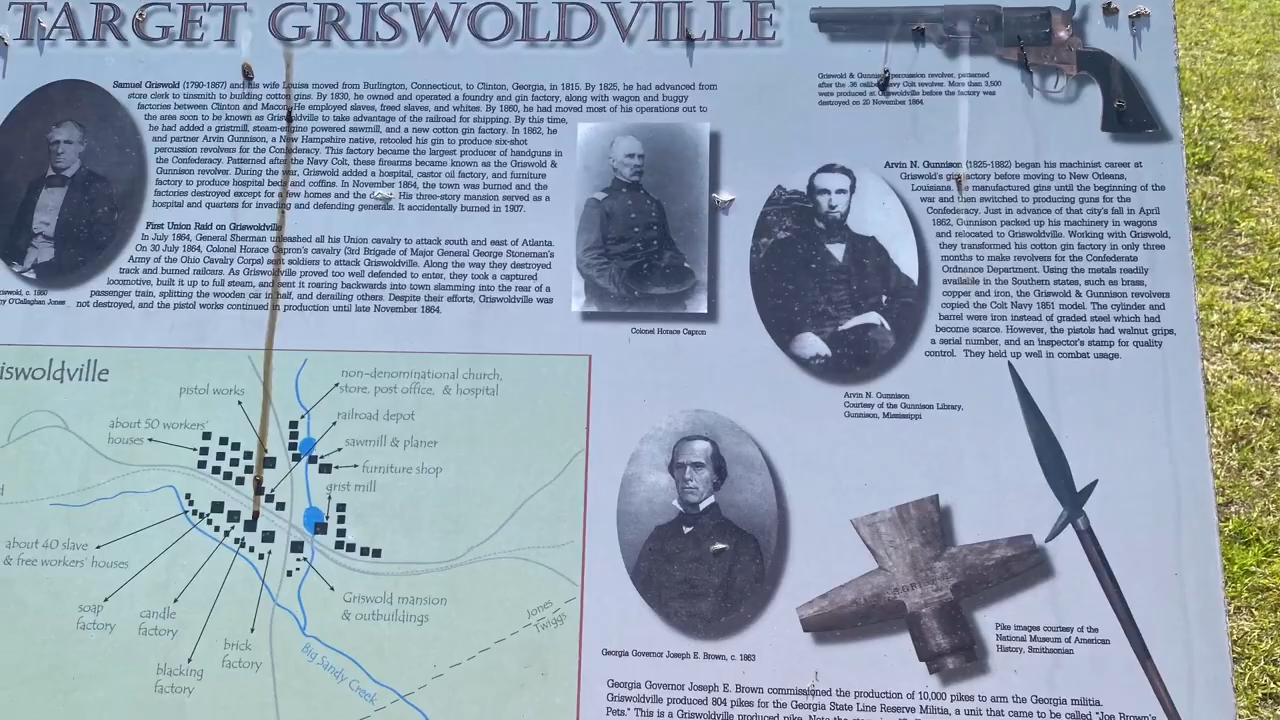 TARGET GRISWOLDVILLE
Samuel Griswold (1790-1867) and his wife Louisa moved from Burlington, Connecticut, to Clinton, Georgia, in 1815. By 1825, he had advanced from
store clerk to tinsmith to building cotton gins. By 1830, he owned and operated a foundry and gin factory, along with wagon and buggy
factories between Clinton and Macon. He employed slaves, freed slaves, and whites. By 1860, he had moved most of his operations out to
the area soon to be known as Griswoldville to take advantage of the railroad for shipping. By this time,
he had added a gristmill, steam-engine powered sawmill, and a new cotton gin factory. In 1862, he
and partner Arvin Gunnison, a New Hampshire native, retooled his gin to produce six-shot
percussion revolvers for the Confederacy. This factory became the largest producer of handguns in
the Confederacy. Patterned after the Navy Colt, these firearms became known as the Griswold &
Gunnison revolver. During the war, Griswold added a hospital, castor oil factory, and furniture
factory to produce hospital beds and coffins. In November 1864, the town was burned and the
factories destroyed except for a few homes and the His three-story mansion served as a
hospital and quarters for invading and defending generals. It accidentally burned in 1907.
First Union Raid on Griswoldville
In July 1864, General Sherman unleashed all his Union cavalry to attack south and east of Atlanta.
On 30 July 1864, Colonel Horace Capron's cavalry (3rd Brigade of Major General George Stoneman's
Army of the Ohio Cavalry Corps) sent soldiers to attack Griswoldville. Along the way they destroyed
track and burned railcars. As Griswoldville proved too well defended to enter, they took a captured
locomotive, built it up to full steam, and sent it roaring backwards into town slamming into the rear of a
passenger train, splitting the wooden car in half, and derailing others. Despite their efforts, Griswoldville was
not destroyed, and the pistol works continued in production until late November 1864.
iswold, c. 1860
y O'Callaghan Jones
Colonel Horace Capron
Griswold & Gunnison percussion revolver, patterned
after the .36 caliber Navy Colt revolver. More than 3,500
were produced at Griswoldville before the factory was
destroyed on 20 November 1864.
Arvin N. Gunnison (1825-1882) began his machinist career at
Griswold's gin factory before moving to New Orleans,
Louisiana. He manufactured gins until the beginning of the
war and then switched to producing guns for the
Confederacy. Just in advance of that city's fall in April
1862, Gunnison packed up his machinery in wagons
and relocated to Griswoldville. Working with Griswold,
they transformed his cotton gin factory in only three
months to make revolvers for the Confederate
Ordnance Department. Using the metals readily
available in the Southern states, such as brass,
copper and iron, the Griswold & Gunnison revolvers
copied the Colt Navy 1851 model. The cylinder and
barrel were iron instead of graded steel which had
become scarce. However, the pistols had walnut grips,
a serial number, and an inspector's stamp for quality
control. They held up well in combat usage.
Arvin N. Gunnison
Courtesy of the Gunnison Library,
Gunnison, Mississippi
iswoldville
pistol works
non-denominational church,
store, post office, & hospital
railroad depot
about 50 workers'
houses
sawmill & planer
furniture shop
grist mill
about 40 slave
& free workers' houses
soap
factory
candle
factory
blacking
factory
brick
factory
Griswold mansion
& outbuildings
Jones
Twiggs
Big Sandy Creek
Georgia Governor Joseph E. Brown, c. 1863
Pike images courtesy of the
National Museum of American
History, Smithsonian
Georgia Governor Joseph E. Brown commissioned the production of 10,000 pikes to arm the Georgia militia.
Griswoldville produced 804 pikes for the Georgia State Line Reserve Militia, a unit that came to be called "Joe Brown's
Pets." This is a Griswoldville produced pike. Note the